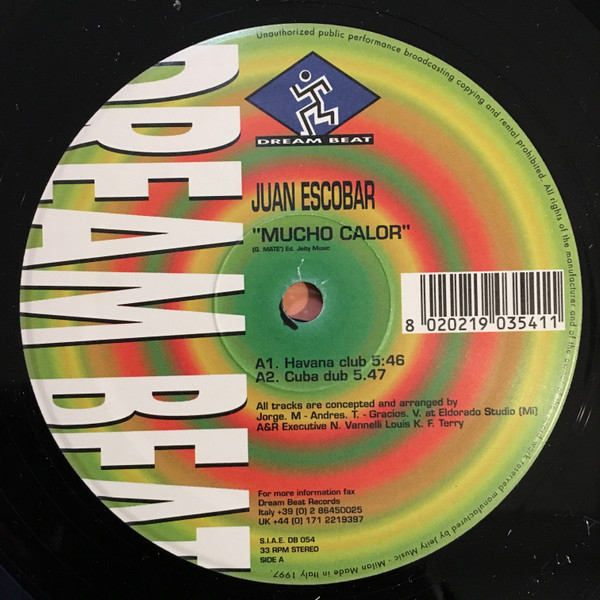 Unauthorized public performance broadcasting copying and rental prohibited. All rights of the manufacturer and of the
work reserved manufactured by Jeity Music - Milan Made in Italy 1997.
DREAM BEAT
DREAM BEAT
JUAN ESCOBAR
"MUCHO CALOR"
(G. MATE') Ed. Jeity Music
8 020219 035411
A1. Havana club 5:46
A2. Cuba dub 5.47
All tracks are concepted and arranged by
Jorge. M - Andres. T. - Gracios. V. at Eldorado Studio (Mi)
A&R Executive N. Vannelli Louis K. F. Terry
For more information fax
Dream Beat Records
Italy +39 (0) 2 86450025
UK +44 (0) 171 2219397
S.I.A.E. DB 054
33 RPM STEREO
SIDE A